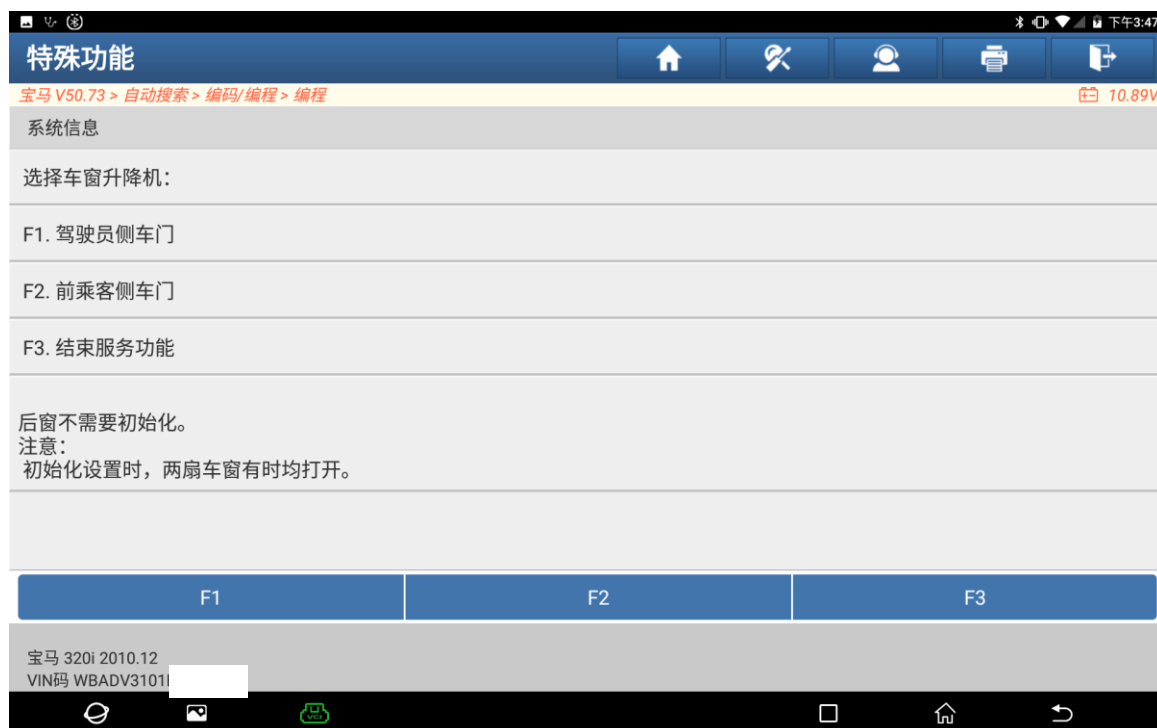 下午3:47
特殊功能
宝马 V50.73 > 自动搜索 > 编码/编程 > 编程
10.89V
系统信息
选择车窗升降机：
F1. 驾驶员侧车门
F2. 前乘客侧车门
F3. 结束服务功能
后窗不需要初始化。
注意：
初始化设置时，两扇车窗有时均打开。
F1
F2
F3
宝马 320i 2010.12
VIN码 WBADV3101
VCI